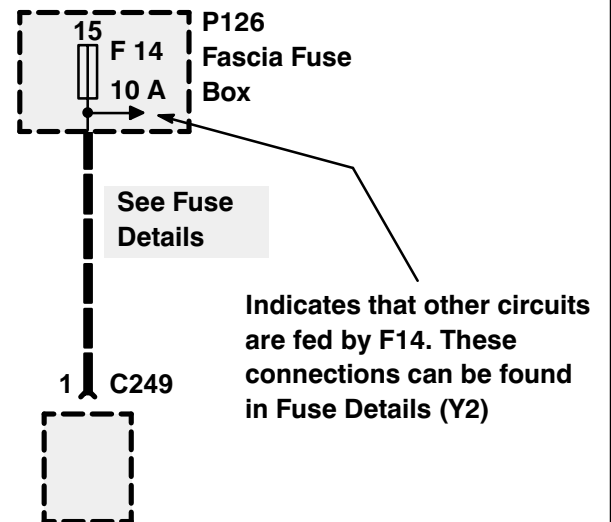 15
F 14
10 A
P126
Fascia Fuse
Box
See Fuse
Details
Indicates that other circuits
are fed by F14. These
connections can be found
in Fuse Details (Y2)
1 C249